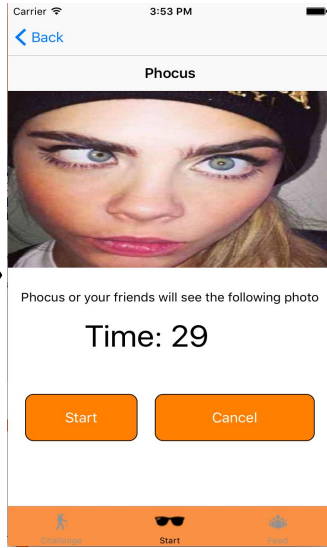 Carrier 3:53 PM
Back
Phocus
Phocus or your friends will see the following photo
Time: 29
Start Cancel
Challenge Start Feed